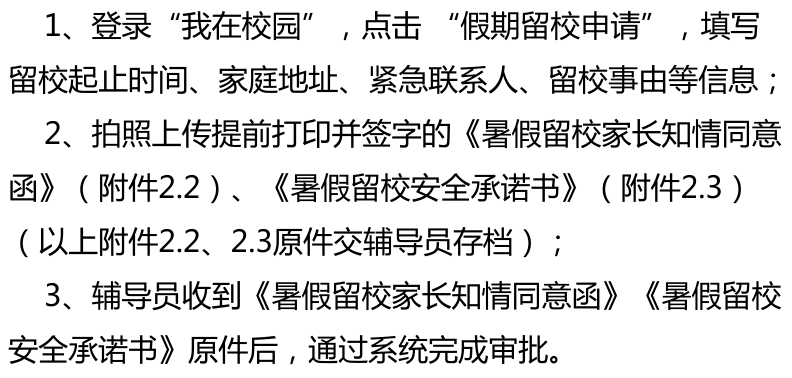 1、登录“我在校园”，点击 “假期留校申请”，填写
留校起止时间、家庭地址、紧急联系人、留校事由等信息；
2、拍照上传提前打印并签字的《暑假留校家长知情同意
函》（附件2.2）、《暑假留校安全承诺书》（附件2.3）
（以上附件2.2、2.3原件交辅导员存档）；
3、辅导员收到《暑假留校家长知情同意函》《暑假留校
安全承诺书》原件后，通过系统完成审批。